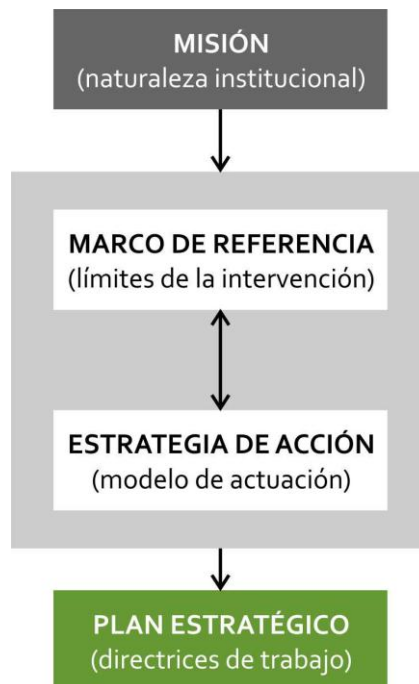 MISIÓN
(naturaleza institucional)
MARCO DE REFERENCIA
(límites de la intervención)
ESTRATEGIA DE ACCIÓN
(modelo de actuación)
PLAN ESTRATÉGICO
(directrices de trabajo)